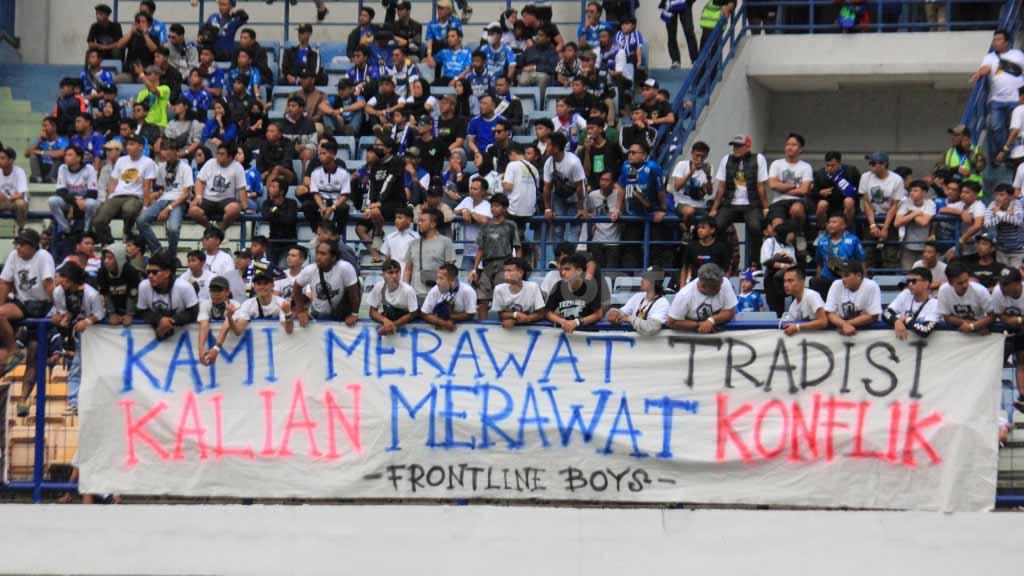 KAMI MERAWAT TRADISI
KALIAN MERAWAT KONFLIK
-FRONTLINE BOYS-